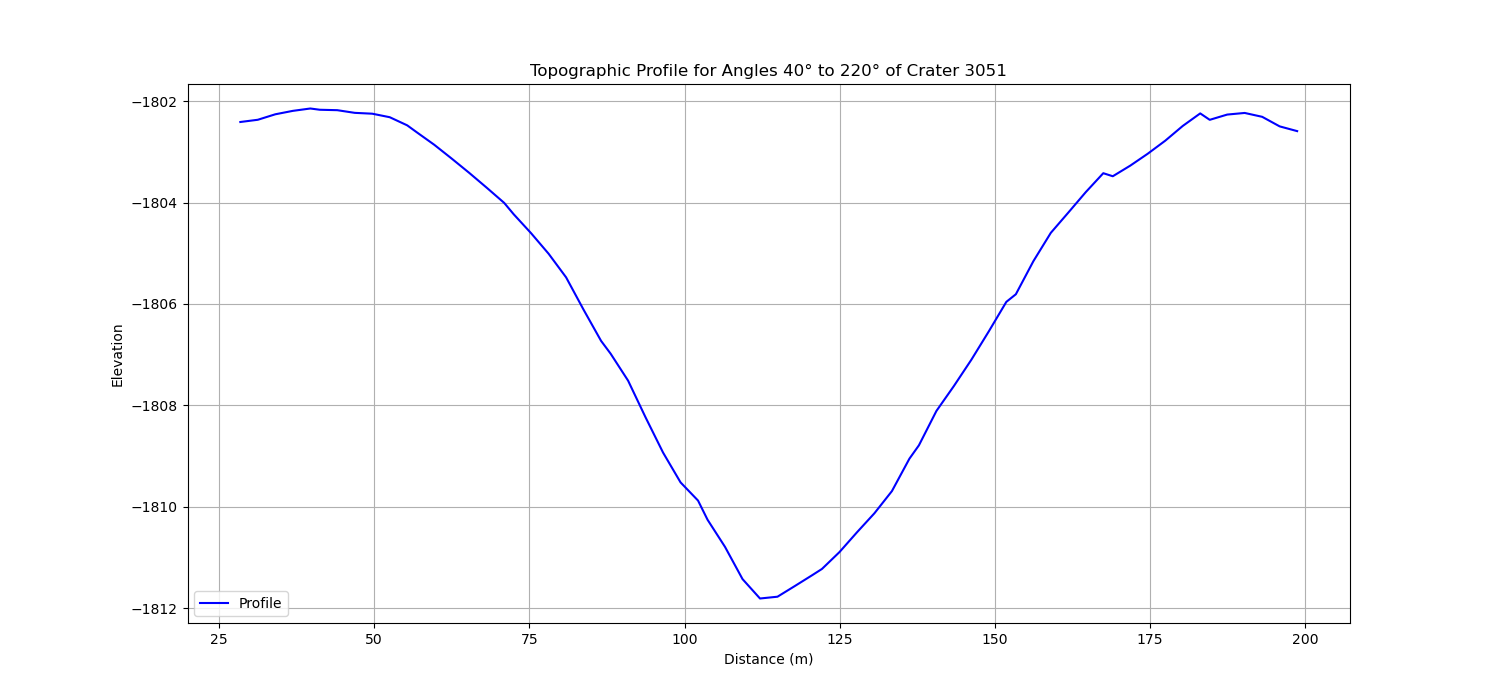 Topographic Profile for Angles 40° to 220° of Crater 3051
−1802
−1804
−1806
−1808
−1810
−1812
Elevation
Profile
25 50 75 100 125 150 175 200
Distance (m)